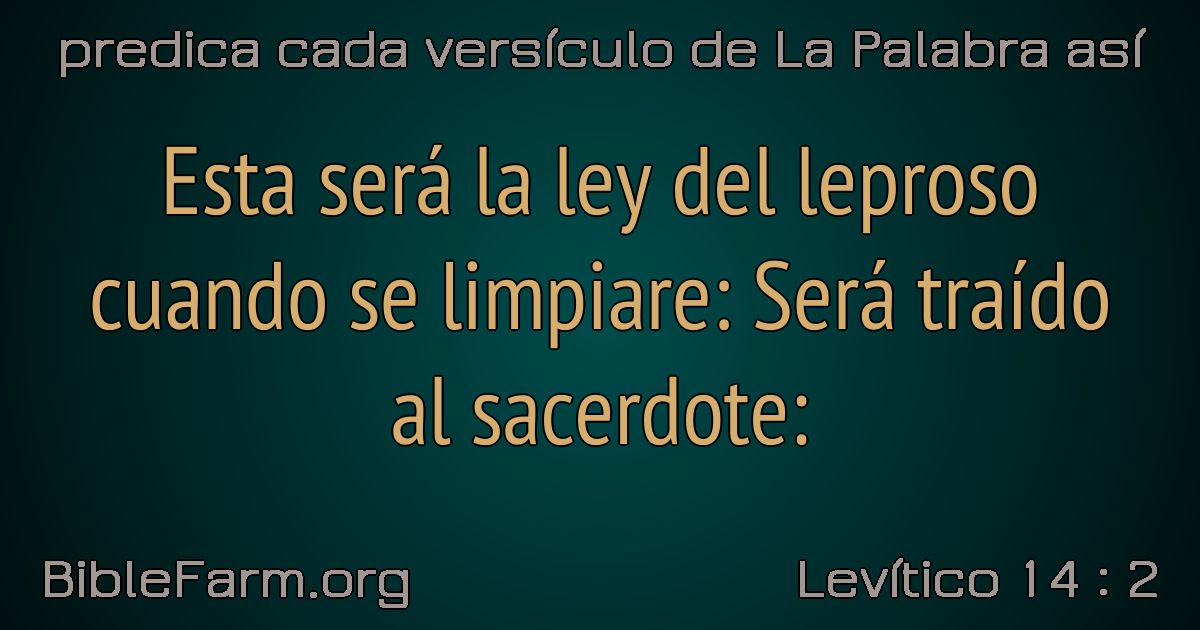 predica cada versículo de La Palabra así
Esta será la ley del leproso
cuando se limpiare: Será traído
al sacerdote:
BibleFarm.org
Levítico 14 : 2